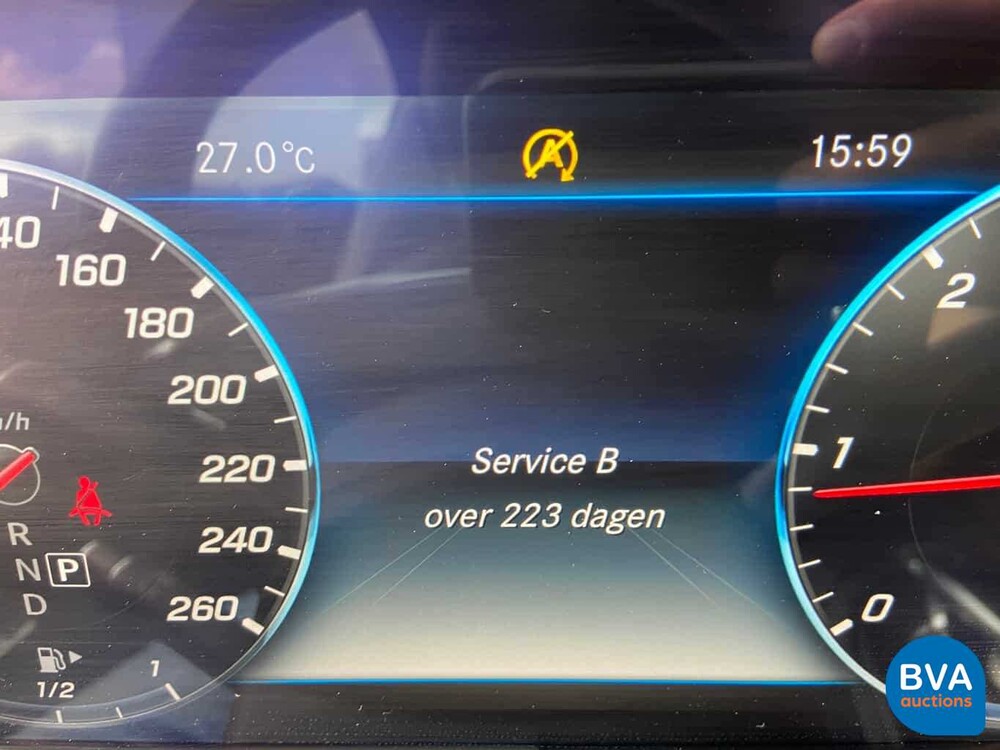 27.0°C
A
15:59
40
160
180
200
/h
220
R
240
N P
D
260
1/2
1
Service B
over 223 dagen
2
1
0
BVA
auctions